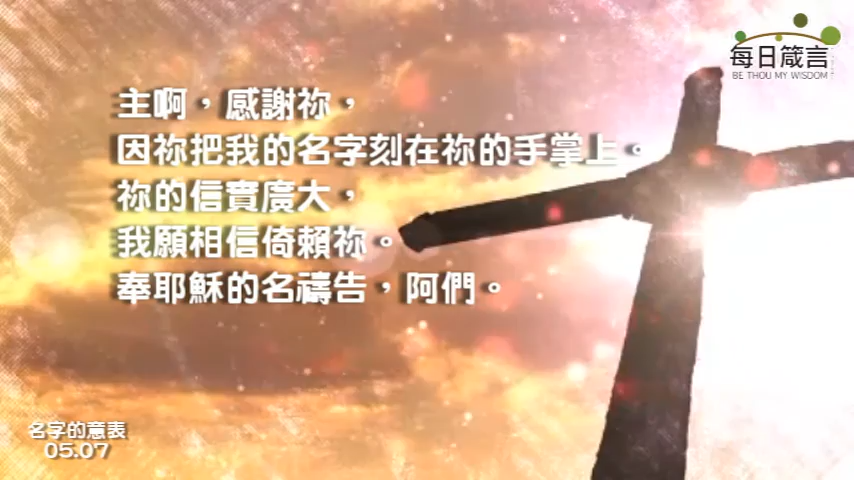 每日箴言
BE THOU MY WISDOM
主啊，感謝祢，
因祢把我的名字刻在祢的手掌上。
祢的信實廣大，
我願相信倚賴祢。
奉耶穌的名禱告，阿們。
名字的意表
05.07